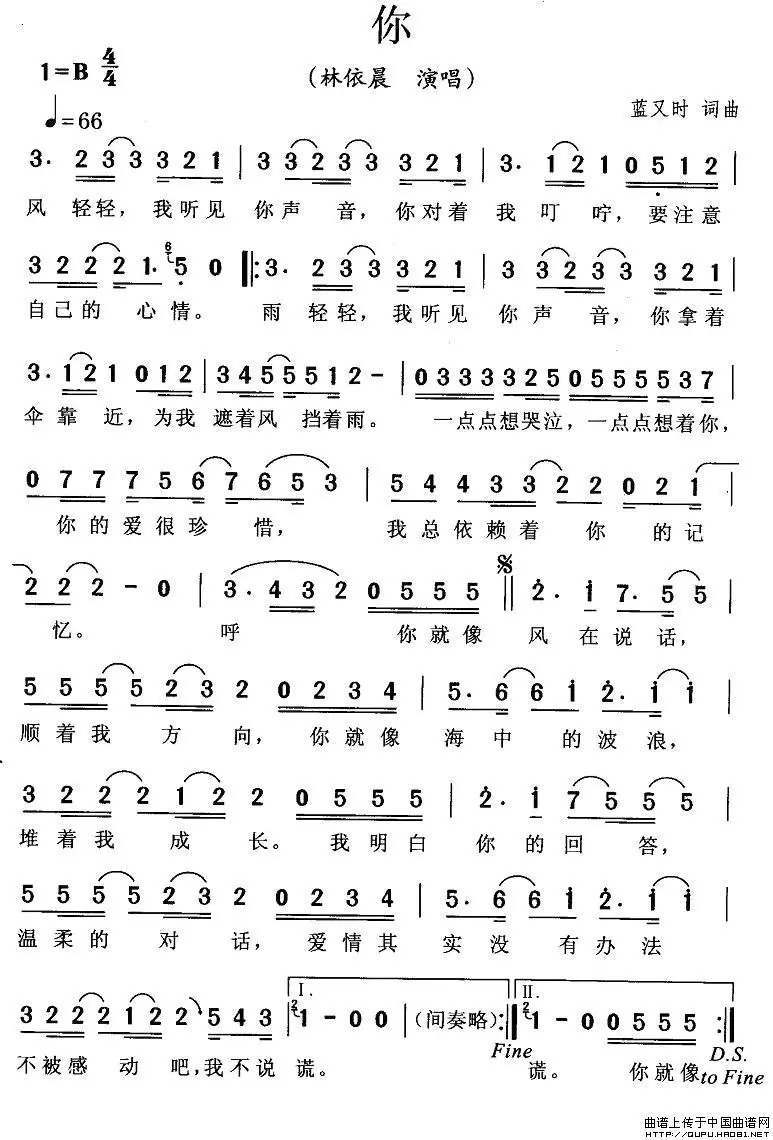 你
1=B 4/4
(林依晨 演唱)
♩=66
蓝又时 词曲
3. 2 3 3 3 2 1 | 3 3 2 3 3 3 2 1 | 3. 1 2 1 0 5 1 2 |
风 轻轻，我听见 你声 音，你对着 我 叮 咛，要注意
3 2 2 2 1. 6 5 0 ‖: 3. 2 3 3 3 2 1 | 3 3 2 3 3 3 2 1 |
自己的 心情。 雨 轻轻，我听见 你声 音，你拿着
3. 1 2 1 0 1 2 | 3 4 5 5 5 5 1 2 – | 0 3 3 3 3 2 5 0 5 5 5 5 3 7 |
伞靠 近，为我 遮着风 挡着雨。 一点点想哭泣，一点点想着你，
0 7 7 7 5 6 7 6 5 3 | 5 4 4 3 3 2 2 0 2 1 |
你的爱很珍 惜， 我总依赖着 你 的记
2 2 2 – 0 | 3. 4 3 2 0 5 5 5 ‖ 2. 1 7. 5 5 |
忆。 呼 你就像 风 在说话，
5 5 5 5 2 3 2 0 2 3 4 | 5. 6 6 1 2. 1 1 |
顺着我 方 向，你就像 海中 的波浪，
3 2 2 2 1 2 2 0 5 5 5 | 2. 1 7 5 5 5 |
堆着我 成 长。我明白 你 的回 答，
5 5 5 5 2 3 2 0 2 3 4 | 5. 6 6 1 2. 1 1 |
温柔的 对 话，爱情其 实没 有办法
I. II.
3 2 2 2 1 2 2 5 4 3 | 2 1 – 0 0 | (间奏略) :‖ 2 1 – 0 0 5 5 5 :‖
Fine D.S.
不被感 动 吧，我不说 谎。 谎。 你就像 to Fine
曲谱上传于中国曲谱网
HTTP://QUPU.HAO81.NET